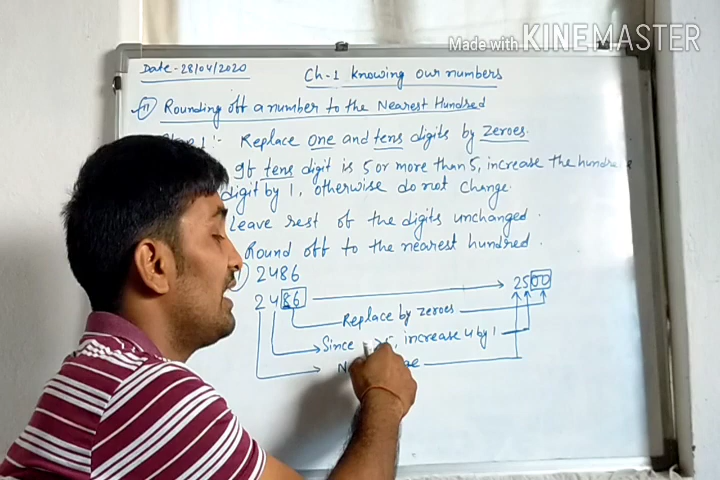 Made with KINEMASTER
Date-28/04/2020
Ch-1 Knowing our numbers
(ii) Rounding off a number to the Nearest Hundred
1:- Replace one and tens digits by zeroes.
If tens digit is 5 or more than 5, increase the hundre
digit by 1, otherwise do not change.
Leave rest of the digits unchanged.
Round off to the nearest hundred.
2486
2486 2500
Replace by zeroes
Since increase 4 by 1